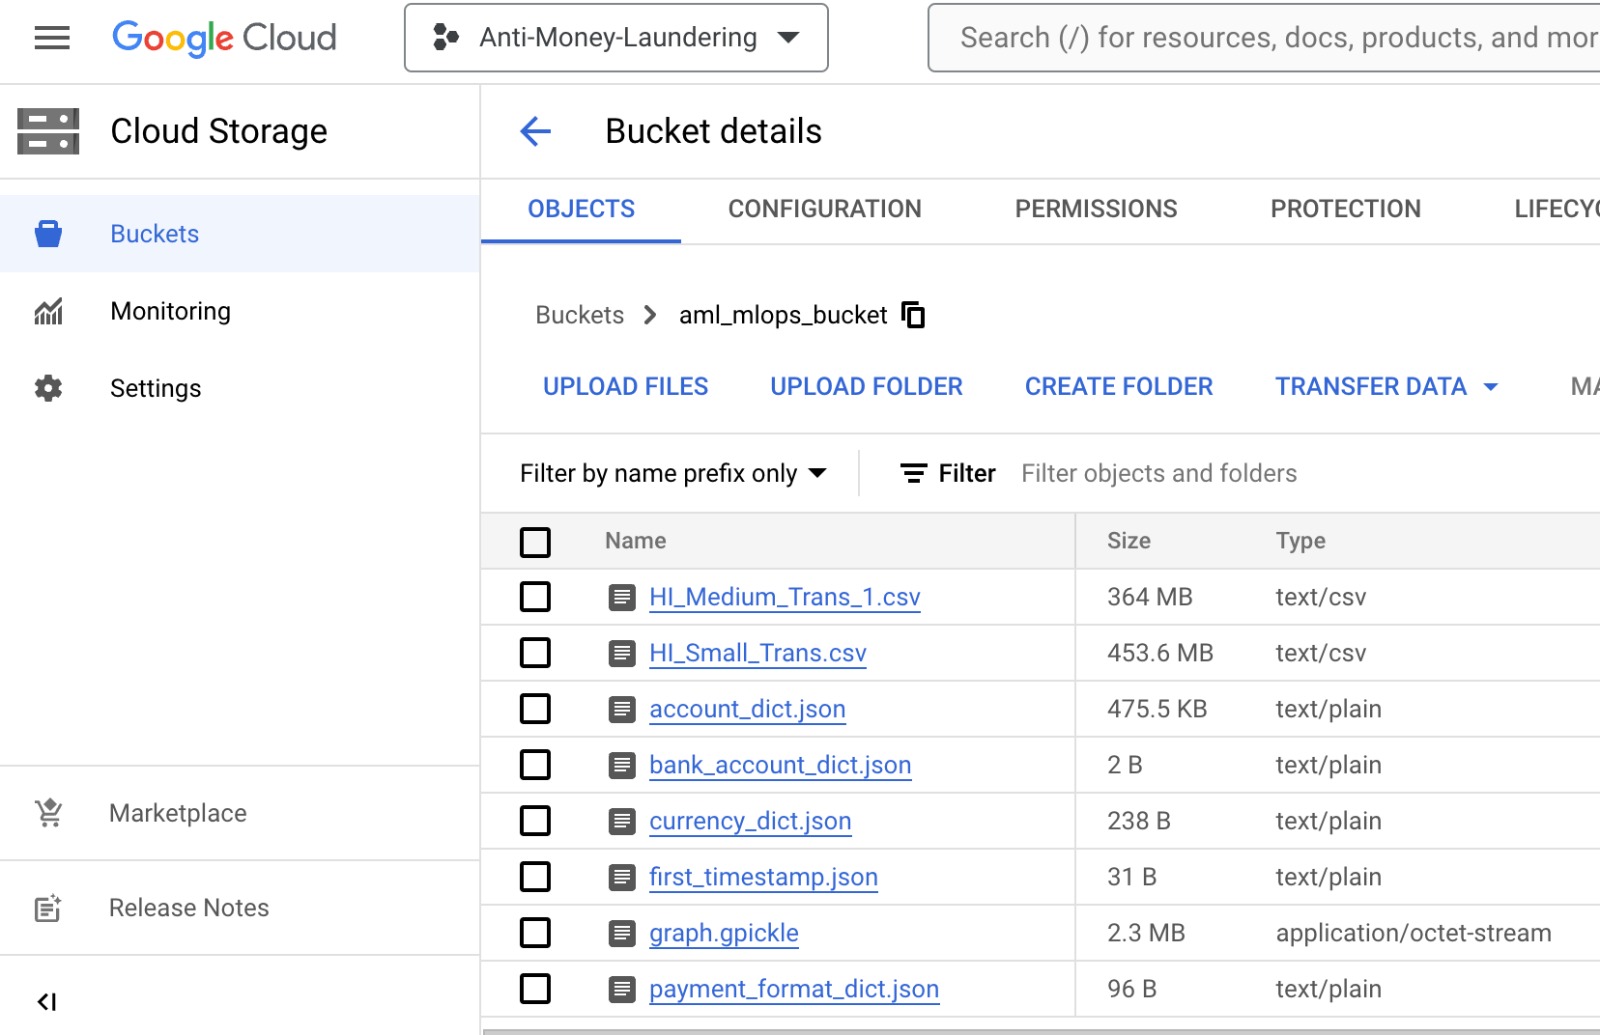 Google Cloud
Anti-Money-Laundering
Search (/) for resources, docs, products, and mor
Cloud Storage
Bucket details
OBJECTS CONFIGURATION PERMISSIONS PROTECTION LIFECYC
Buckets
Monitoring
Settings
Buckets > aml_mlops_bucket
UPLOAD FILES UPLOAD FOLDER CREATE FOLDER TRANSFER DATA MA
Filter by name prefix only Filter Filter objects and folders
Name Size Type
HI_Medium_Trans_1.csv 364 MB text/csv
HI_Small_Trans.csv 453.6 MB text/csv
account_dict.json 475.5 KB text/plain
bank_account_dict.json 2 B text/plain
currency_dict.json 238 B text/plain
first_timestamp.json 31 B text/plain
graph.gpickle 2.3 MB application/octet-stream
payment_format_dict.json 96 B text/plain
Marketplace
Release Notes